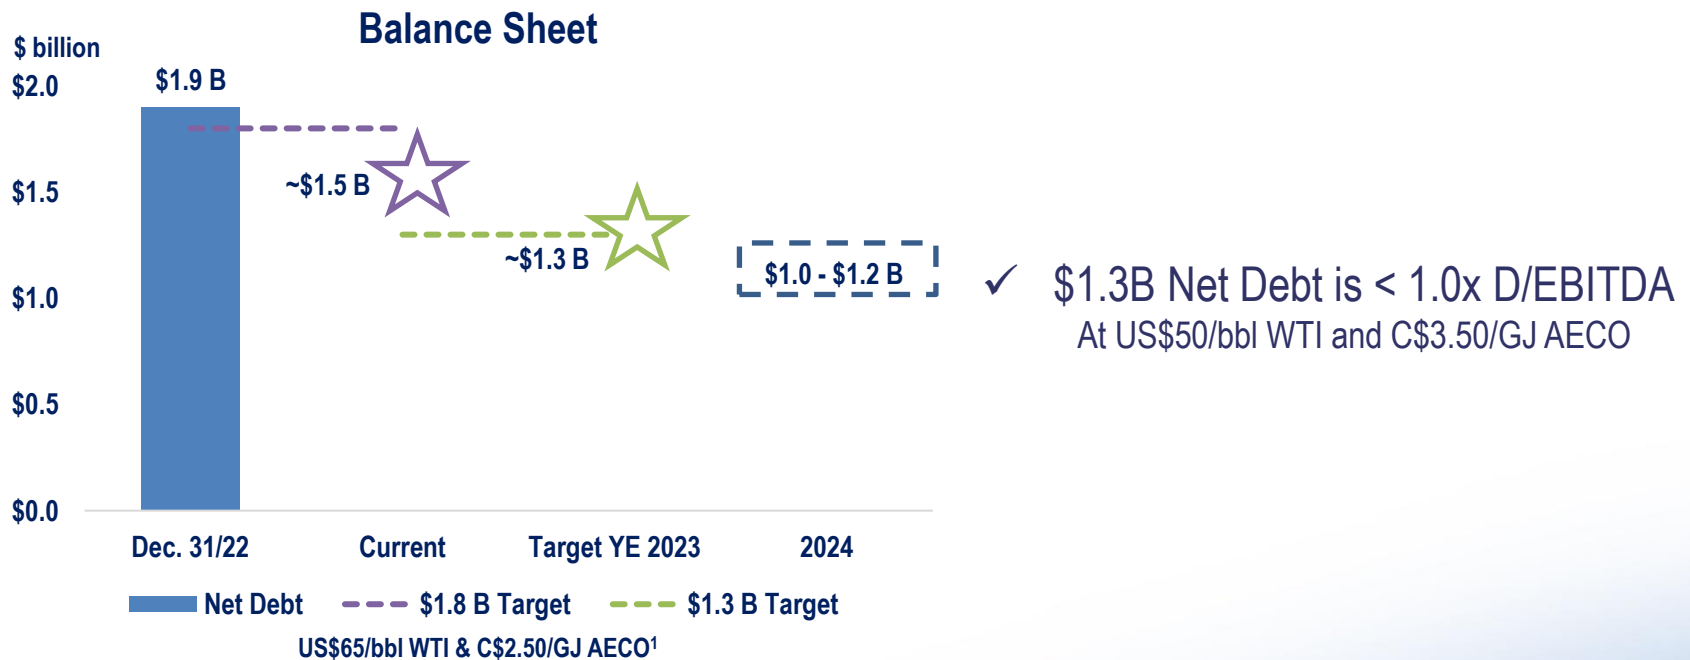 Balance Sheet
$ billion
$2.0
$1.9 B
~$1.5 B
$1.5
~$1.3 B
$1.0 - $1.2 B
$1.0
$0.5
$0.0
Dec. 31/22 Current Target YE 2023 2024
Net Debt $1.8 B Target $1.3 B Target
US$65/bbl WTI & C$2.50/GJ AECO¹
✓ $1.3B Net Debt is < 1.0x D/EBITDA
At US$50/bbl WTI and C$3.50/GJ AECO